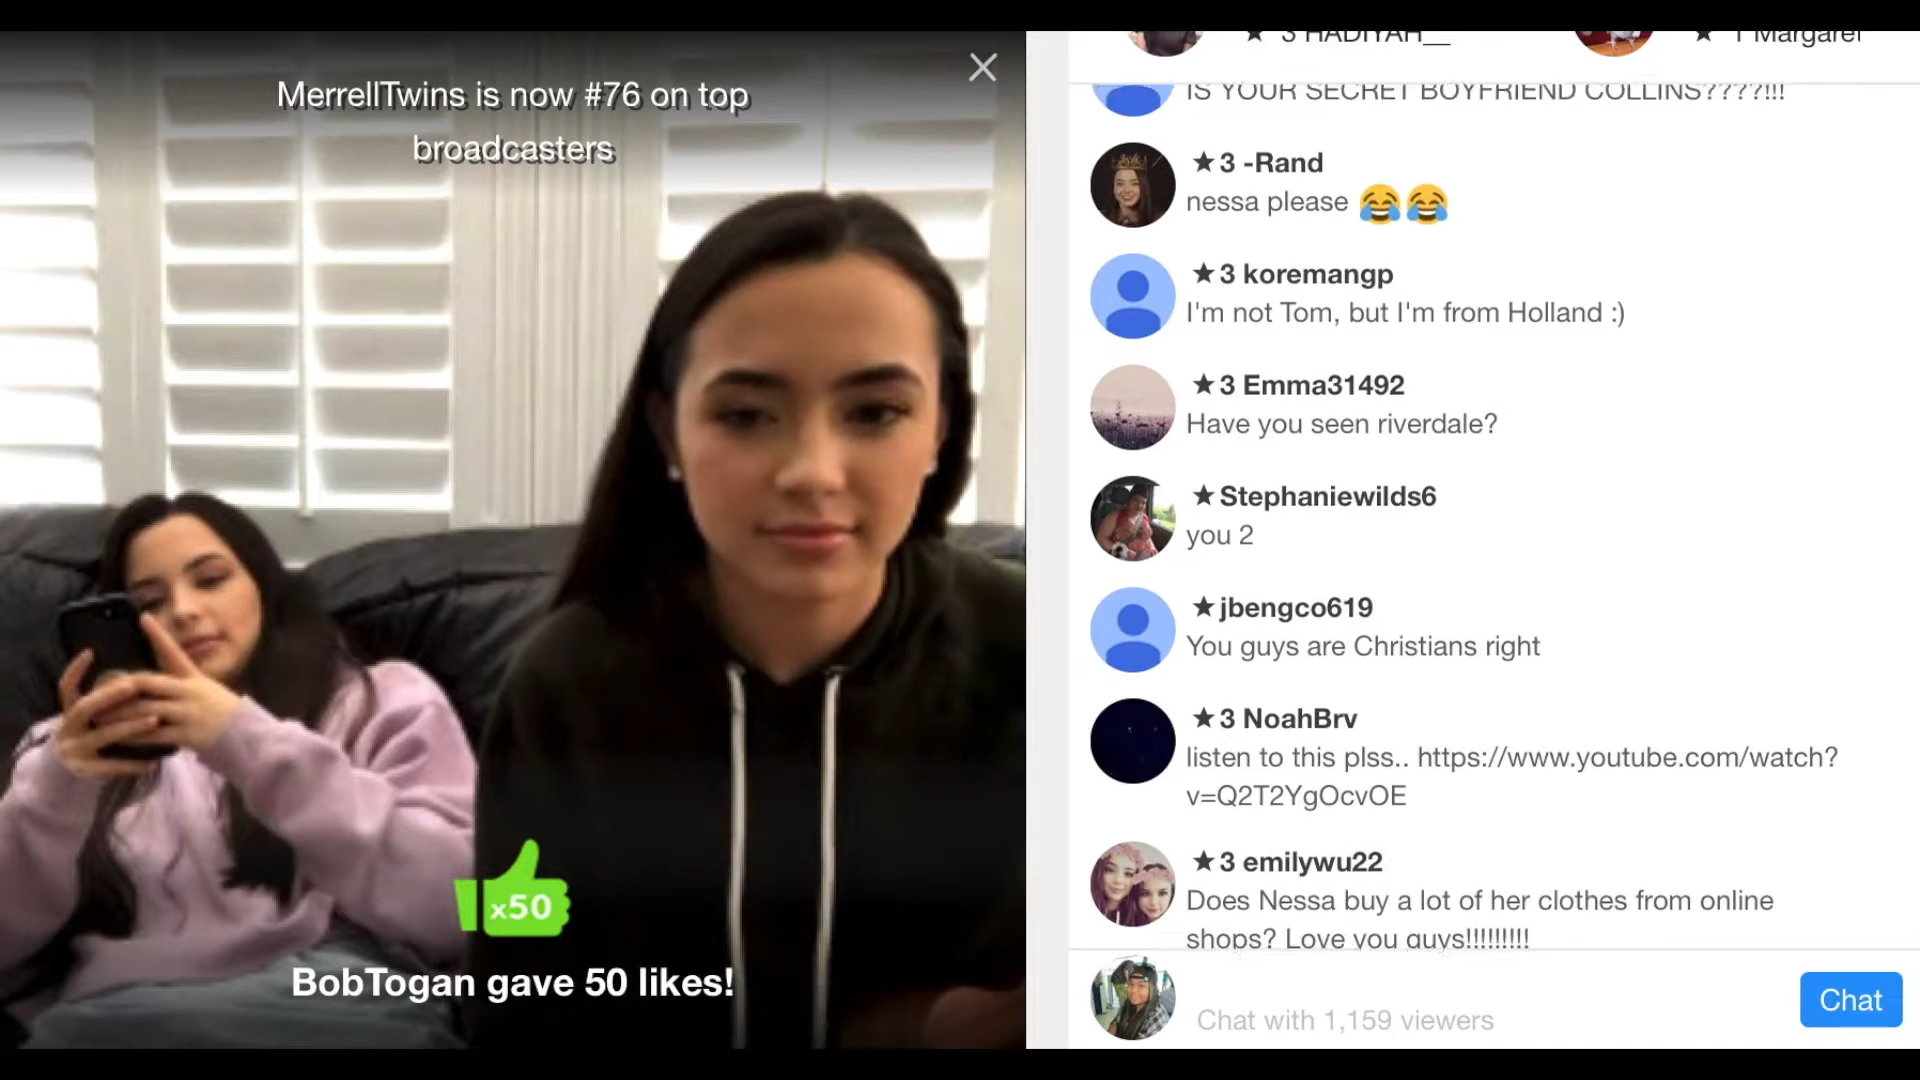 MerrellTwins is now #76 on top
broadcasters
x50
BobTogan gave 50 likes!
★ 3 HADIYAH__
★ 1 Margaret
IS YOUR SECRET BOYFRIEND COLLINS????!!!
★3 -Rand
nessa please 😂😂
★3 koremangp
I'm not Tom, but I'm from Holland :)
★3 Emma31492
Have you seen riverdale?
★Stephaniewilds6
you 2
★jbengco619
You guys are Christians right
★3 NoahBrv
listen to this plss.. https://www.youtube.com/watch?
v=Q2T2YgOcvOE
★3 emilywu22
Does Nessa buy a lot of her clothes from online
shops? Love you guys!!!!!!!!!
Chat with 1,159 viewers
Chat